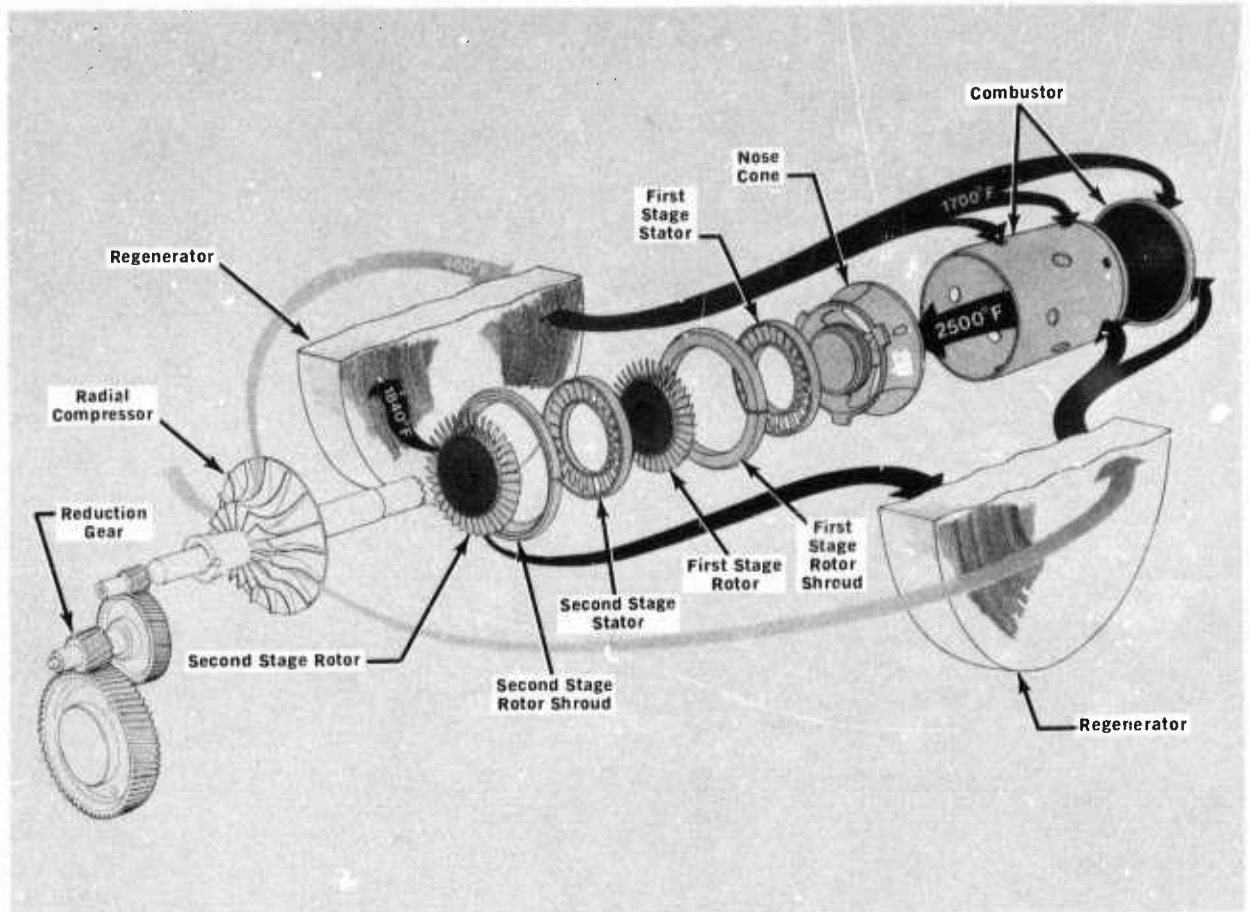 Combustor
Nose
Cone
1700°F
First
Stage
Stator
Regenerator
2500°F
Radial
Compressor
1840°F
Reduction
Gear
First Stage
Rotor
First
Stage
Rotor
Shroud
Second Stage
Stator
Second Stage Rotor
Second Stage
Rotor Shroud
Regenerator